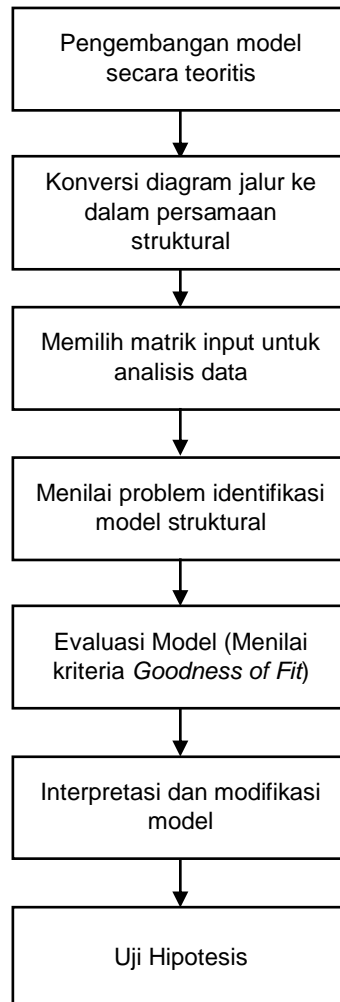 Pengembangan model
secara teoritis
Konversi diagram jalur ke
dalam persamaan
struktural
Memilih matrik input untuk
analisis data
Menilai problem identifikasi
model struktural
Evaluasi Model (Menilai
kriteria Goodness of Fit)
Interpretasi dan modifikasi
model
Uji Hipotesis